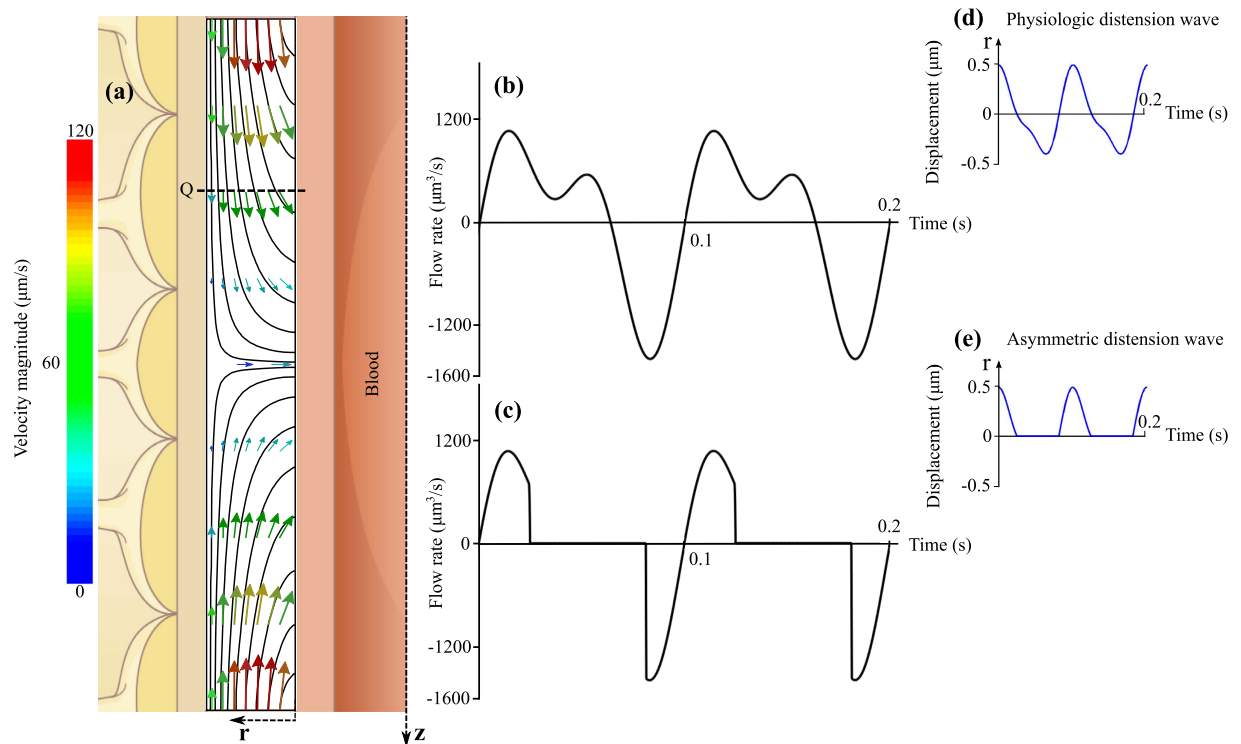 (a)
120
60
0
Velocity magnitude (μm/s)
Q
Blood
r
z
(b)
Flow rate (μm³/s)
1200
0
-1200
-1600
0.1
0.2
Time (s)
(c)
Flow rate (μm³/s)
1200
0
-1200
-1600
0.1
0.2
Time (s)
(d) Physiologic distension wave
r
Displacement (μm)
0.5
0
-0.5
0.2
Time (s)
(e) Asymmetric distension wave
r
Displacement (μm)
0.5
0
-0.5
0.2
Time (s)